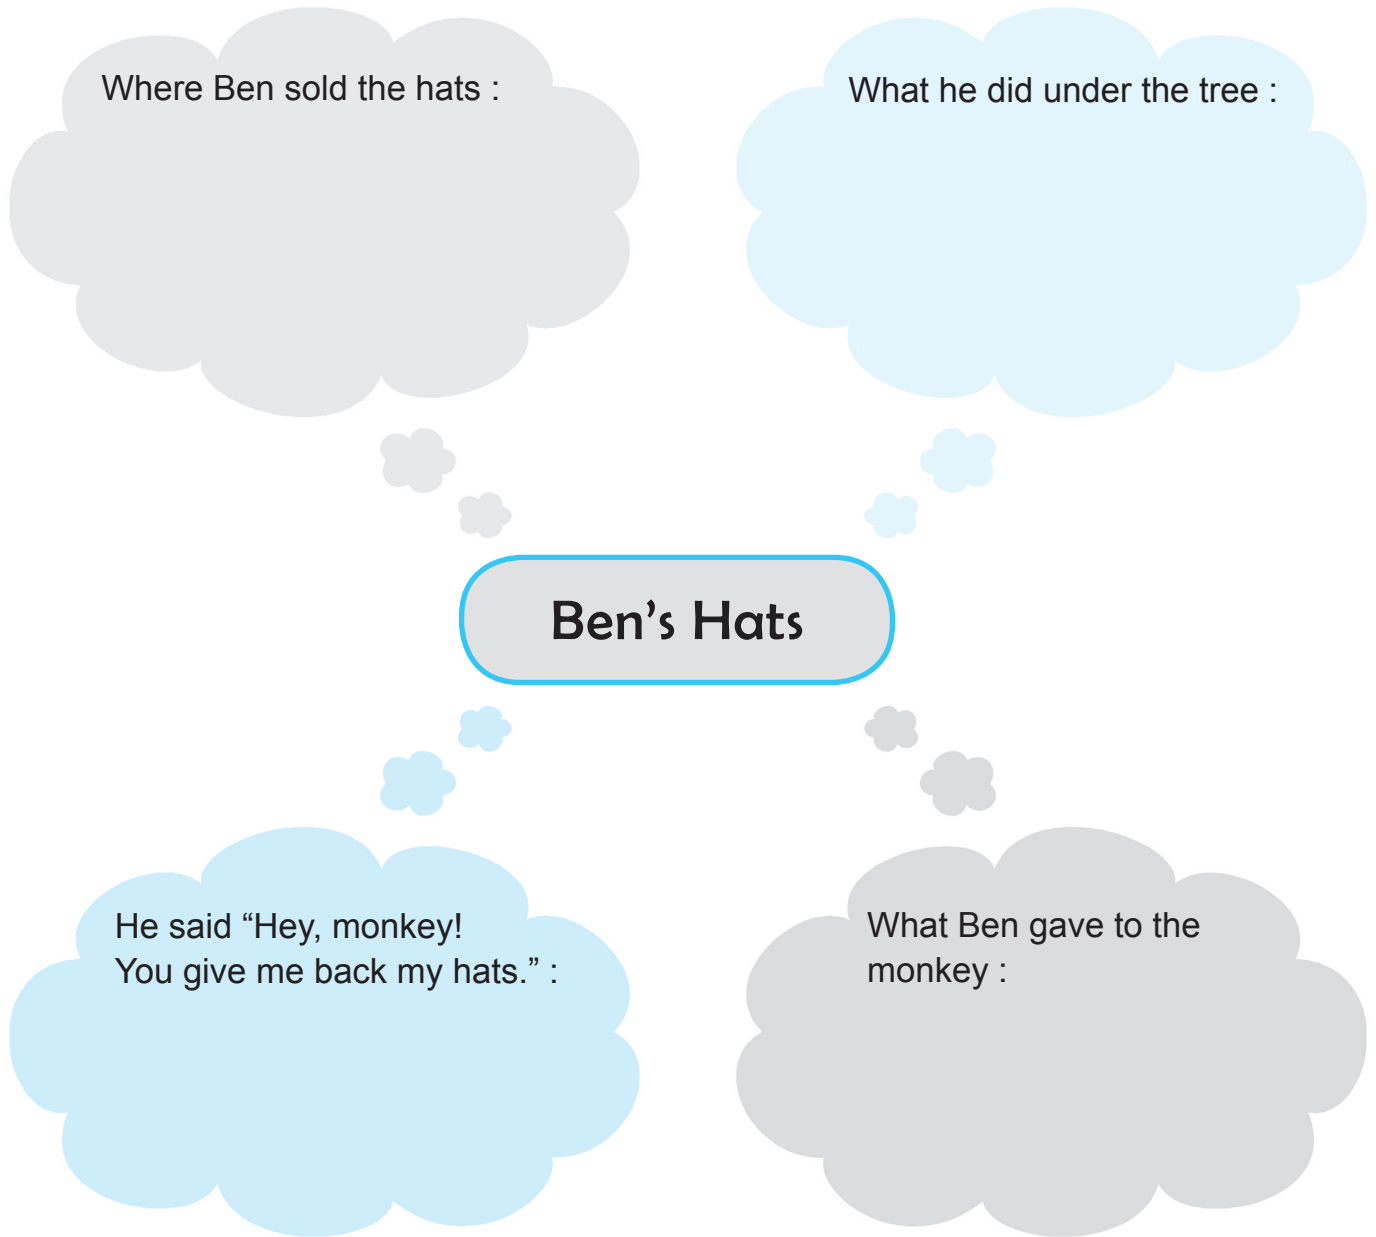 Where Ben sold the hats :
What he did under the tree :
Ben’s Hats
He said “Hey, monkey!
You give me back my hats.” :
What Ben gave to the
monkey :